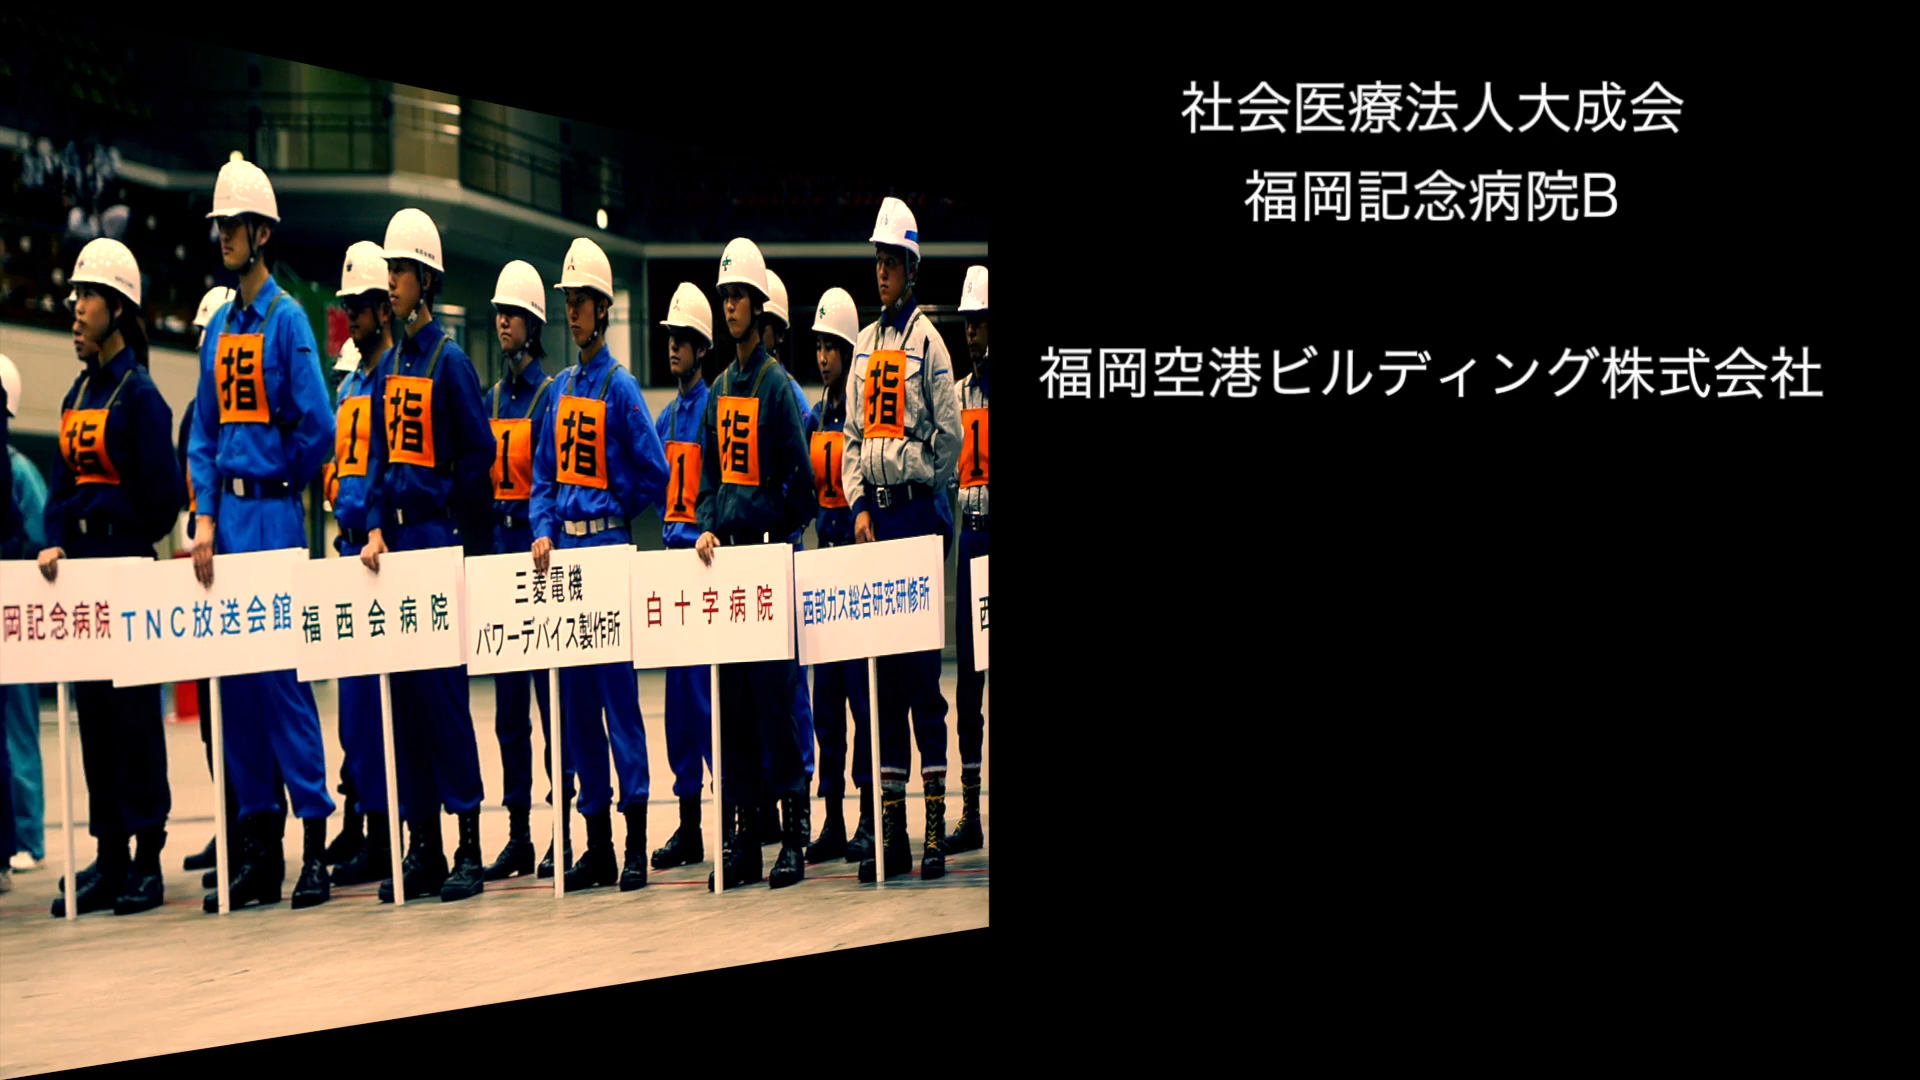 社会医療法人大成会
福岡記念病院B
福岡空港ビルディング株式会社
指
指
1
指
1
指
1
指
1
指
1
岡記念病院
TNC放送会館
福西会病院
三菱電機
パワーデバイス製作所
白十字病院
西部ガス総合研究研修所
西